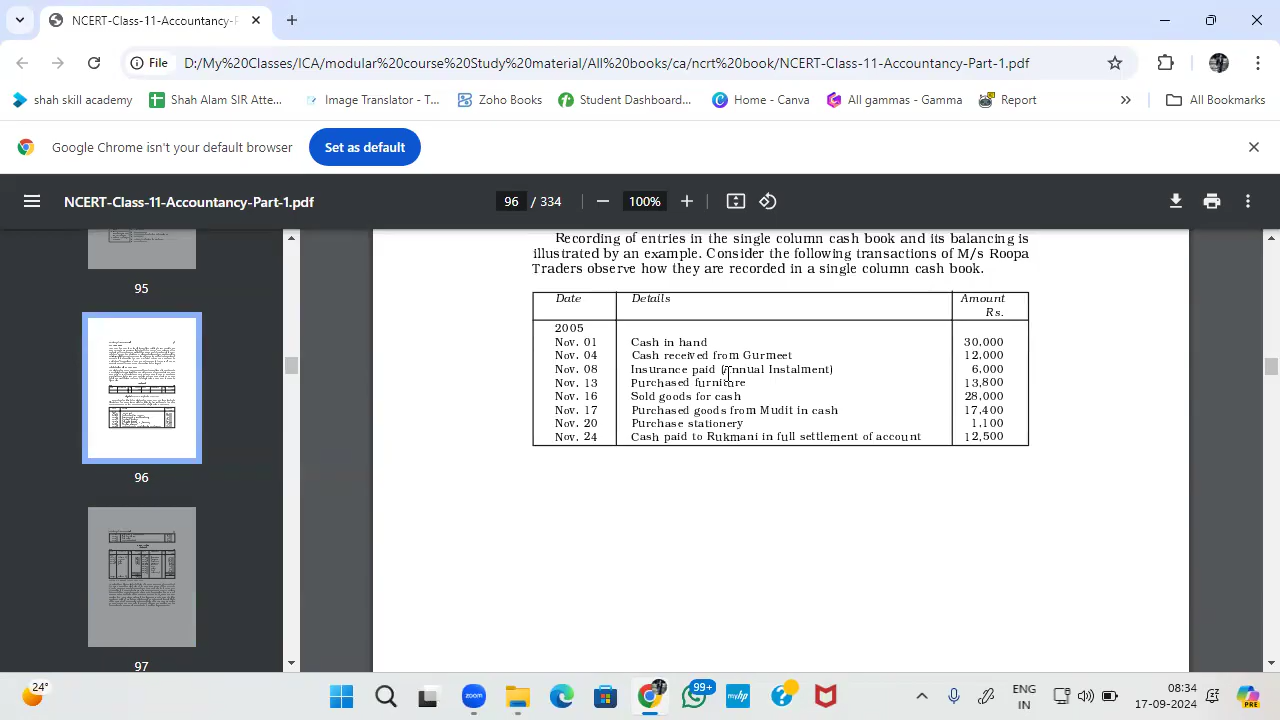 NCERT-Class-11-Accountancy-P
File D:/My%20Classes/ICA/modular%20course%20Study%20material/All%20books/ca/ncrt%20book/NCERT-Class-11-Accountancy-Part-1.pdf
shah skill academy Shah Alam SIR Atte... Image Translator - T... Zoho Books Student Dashboard... Home - Canva All gammas - Gamma Report » All Bookmarks
Google Chrome isn't your default browser Set as default
NCERT-Class-11-Accountancy-Part-1.pdf 96 / 334 100%
Recording of entries in the single column cash book and its balancing is
illustrated by an example. Consider the following transactions of M/s Roopa
Traders observe how they are recorded in a single column cash book.
Date Details Amount
Rs.
2005
Nov. 01 Cash in hand 30,000
Nov. 04 Cash received from Gurmeet 12,000
Nov. 08 Insurance paid (Annual Instalment) 6,000
Nov. 13 Purchased furniture 13,800
Nov. 16 Sold goods for cash 28,000
Nov. 17 Purchased goods from Mudit in cash 17,400
Nov. 20 Purchase stationery 1,100
Nov. 24 Cash paid to Rukmani in full settlement of account 12,500
95
96
97
24°
zoom
99+
myhp
ENG
IN
08:34
17-09-2024
PRE